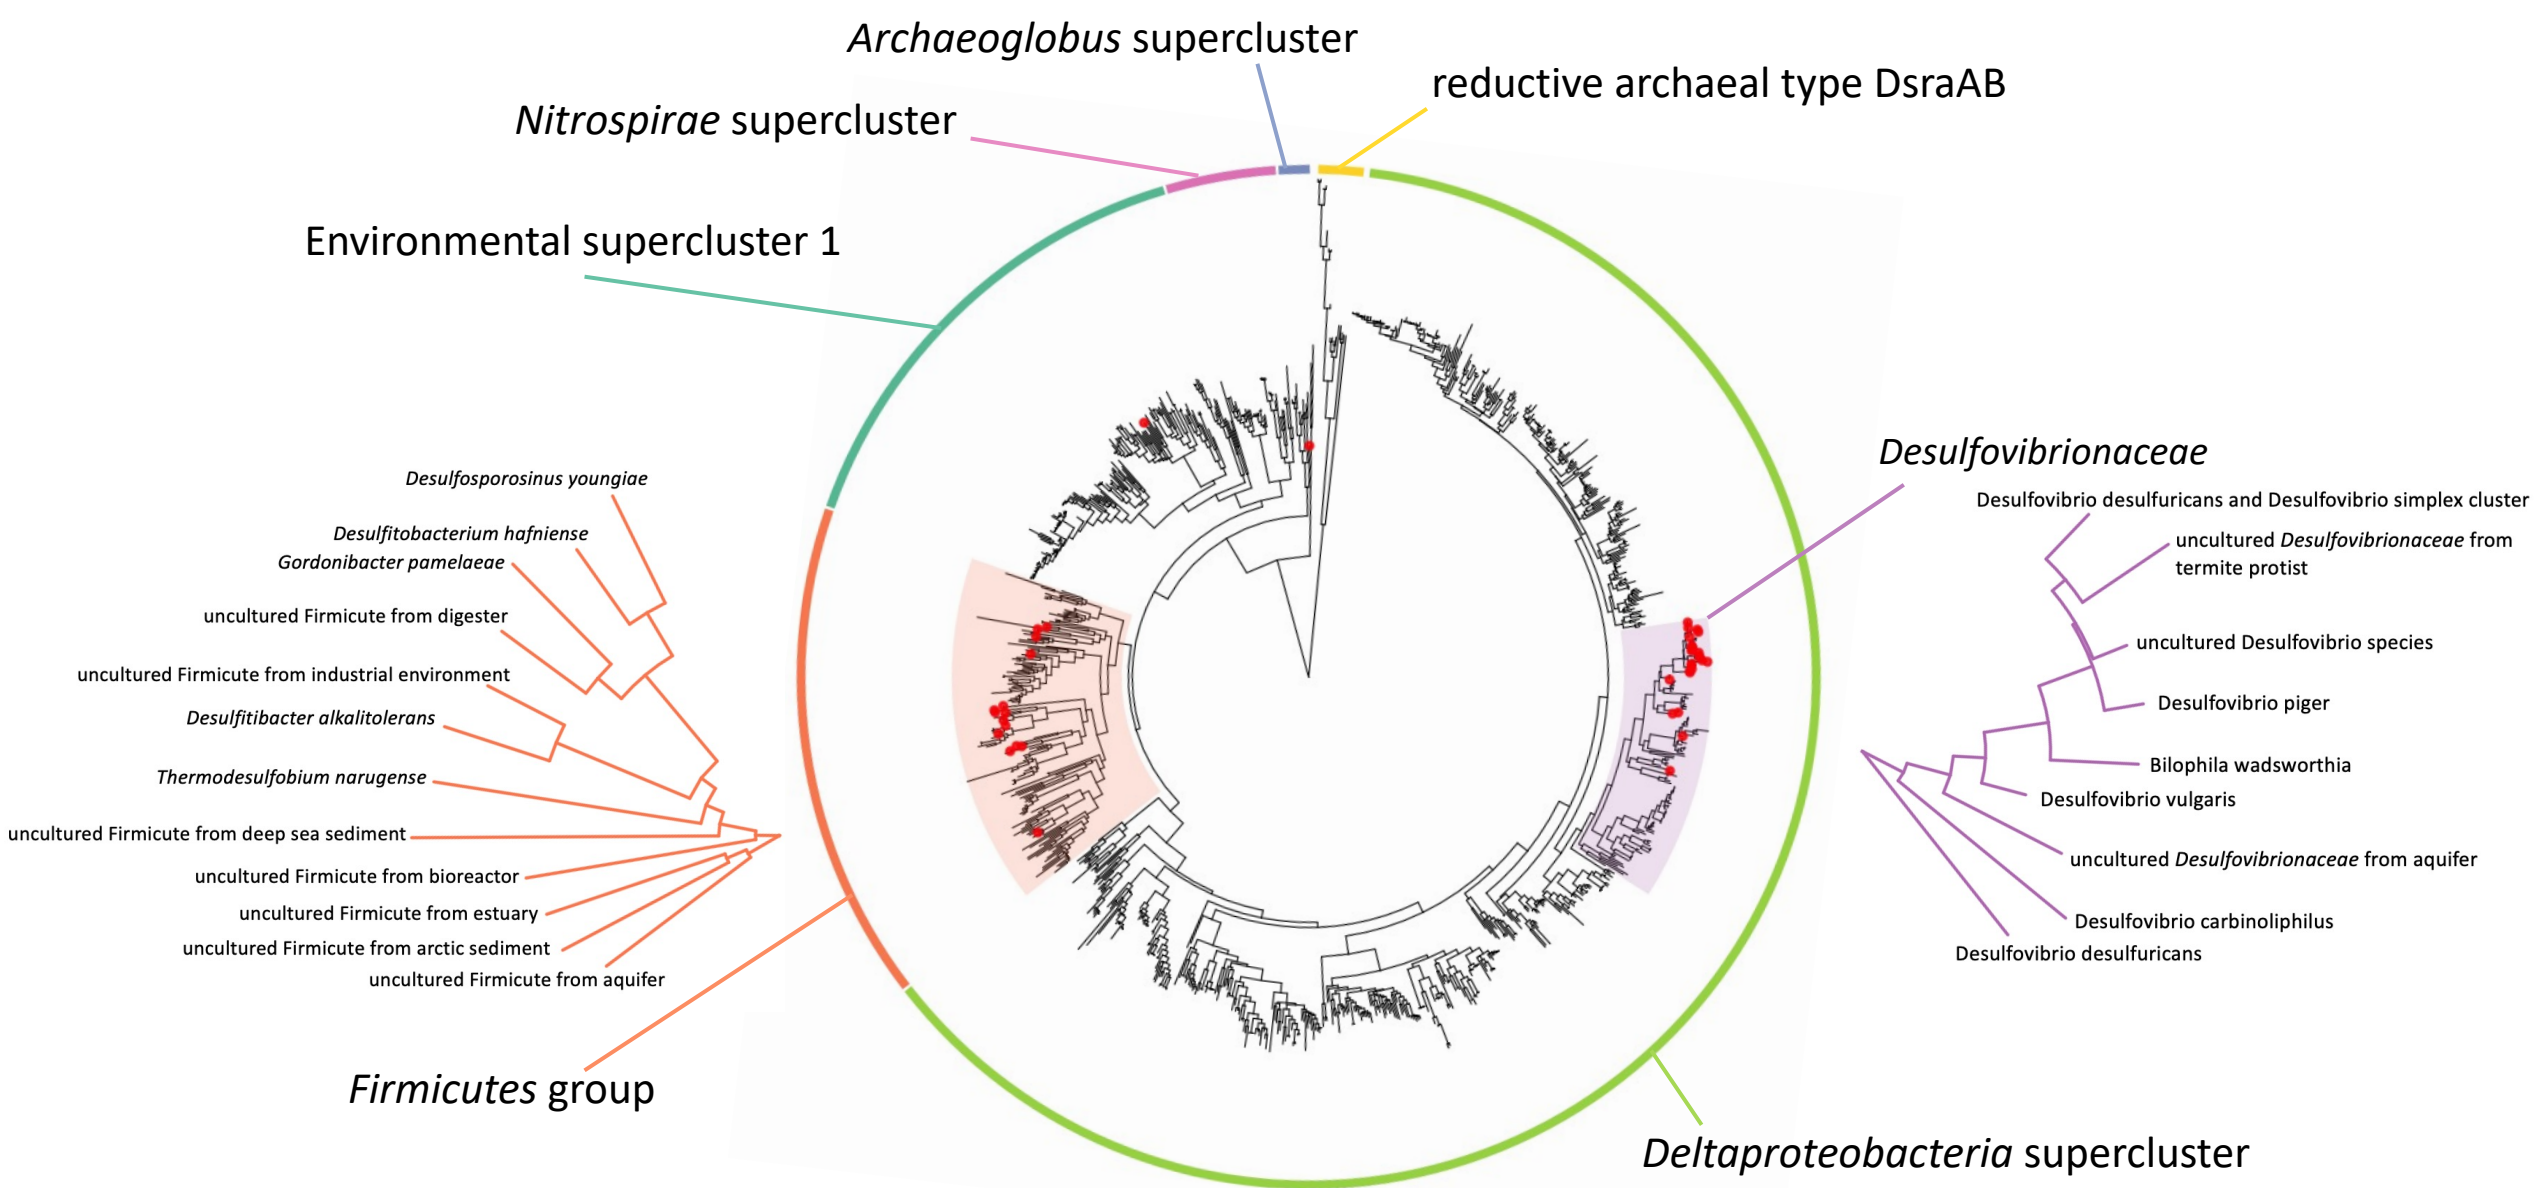 Archaeoglobus supercluster
reductive archaeal type DsraAB
Nitrospirae supercluster
Environmental supercluster 1
Desulfosporosinus youngiae
Desulfitobacterium hafniense
Gordonibacter pamelaeae
uncultured Firmicute from digester
uncultured Firmicute from industrial environment
Desulfitibacter alkalitolerans
Thermodesulfobium narugense
uncultured Firmicute from deep sea sediment
uncultured Firmicute from bioreactor
uncultured Firmicute from estuary
uncultured Firmicute from arctic sediment
uncultured Firmicute from aquifer
Firmicutes group
Desulfovibrionaceae
Desulfovibrio desulfuricans and Desulfovibrio simplex cluster
uncultured Desulfovibrionaceae from
termite protist
uncultured Desulfovibrio species
Desulfovibrio piger
Bilophila wadsworthia
Desulfovibrio vulgaris
uncultured Desulfovibrionaceae from aquifer
Desulfovibrio carbinoliphilus
Desulfovibrio desulfuricans
Deltaproteobacteria supercluster